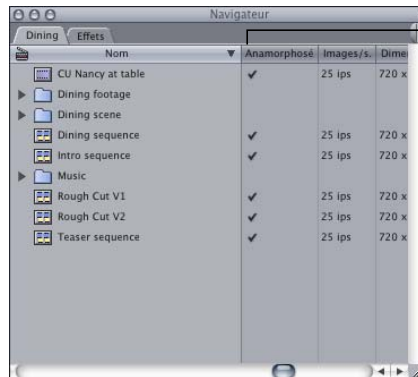 Navigateur
Dining Effets
Nom Anamorphosé Images/s.
CU Nancy at table ✓ 25 ips 720 x
Dining footage
Dining scene
Dining sequence ✓ 25 ips 720 x
Intro sequence ✓ 25 ips 720 x
Music
Rough Cut V1 ✓ 25 ips 720 x
Rough Cut V2 ✓ 25 ips 720 x
Teaser sequence ✓ 25 ips 720 x